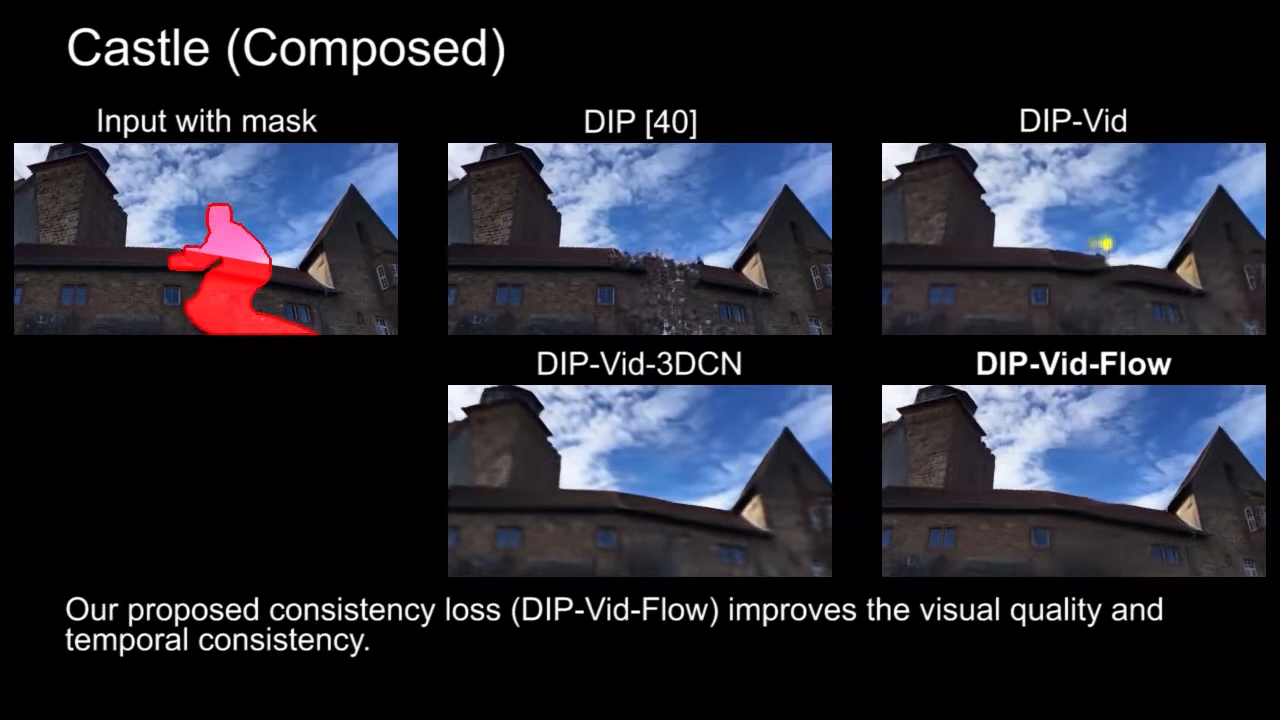 Castle (Composed)
Input with mask
DIP [40]
DIP-Vid
DIP-Vid-3DCN
DIP-Vid-Flow
Our proposed consistency loss (DIP-Vid-Flow) improves the visual quality and
temporal consistency.